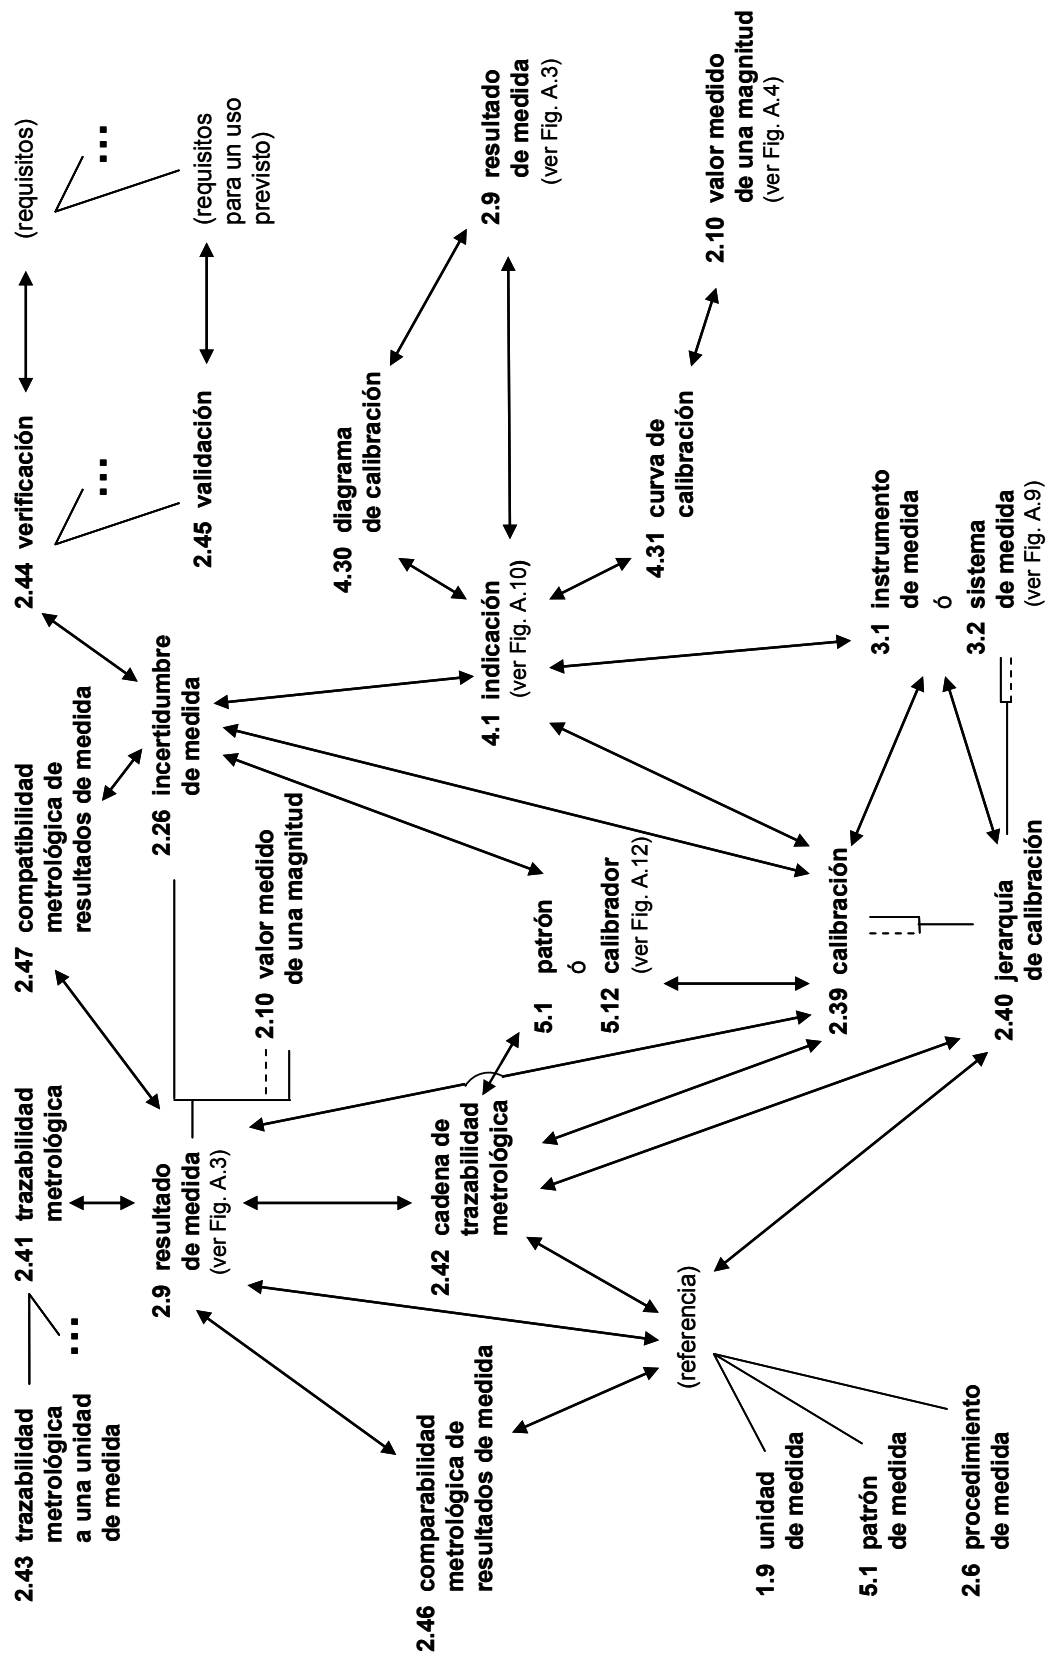 2.43 trazabilidad
metrológica
a una unidad
de medida
...
2.41 trazabilidad
metrológica
2.47 compatibilidad
metrológica de
resultados de medida
2.44 verificación
(requisitos)
...
...
2.45 validación
(requisitos
para un uso
previsto)
2.9 resultado
de medida
(ver Fig. A.3)
2.26 incertidumbre
de medida
2.10 valor medido
de una magnitud
4.30 diagrama
de calibración
2.9 resultado
de medida
(ver Fig. A.3)
2.46 comparabilidad
metrológica de
resultados de medida
2.42 cadena de
trazabilidad
metrológica
5.1 patrón
ó
5.12 calibrador
(ver Fig. A.12)
4.1 indicación
(ver Fig. A.10)
4.31 curva de
calibración
2.10 valor medido
de una magnitud
(ver Fig. A.4)
(referencia)
1.9 unidad
de medida
5.1 patrón
de medida
2.6 procedimiento
de medida
2.39 calibración
2.40 jerarquía
de calibración
3.1 instrumento
de medida
ó
3.2 sistema
de medida
(ver Fig. A.9)